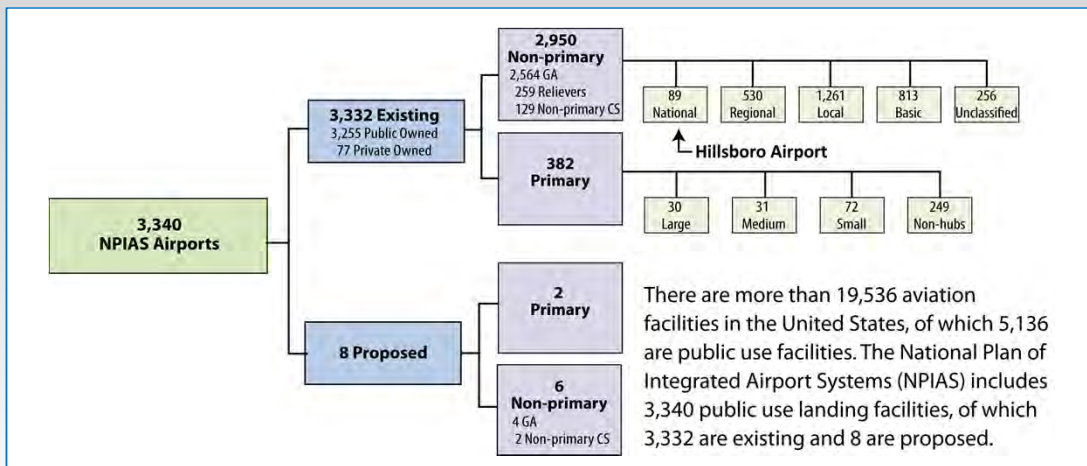 3,340
NPIAS Airports
3,332 Existing
3,255 Public Owned
77 Private Owned
8 Proposed
2,950
Non-primary
2,564 GA
259 Relievers
129 Non-primary CS
382
Primary
2
Primary
6
Non-primary
4 GA
2 Non-primary CS
89
National
530
Regional
1,261
Local
813
Basic
256
Unclassified
Hillsboro Airport
30
Large
31
Medium
72
Small
249
Non-hubs
There are more than 19,536 aviation
facilities in the United States, of which 5,136
are public use facilities. The National Plan of
Integrated Airport Systems (NPIAS) includes
3,340 public use landing facilities, of which
3,332 are existing and 8 are proposed.